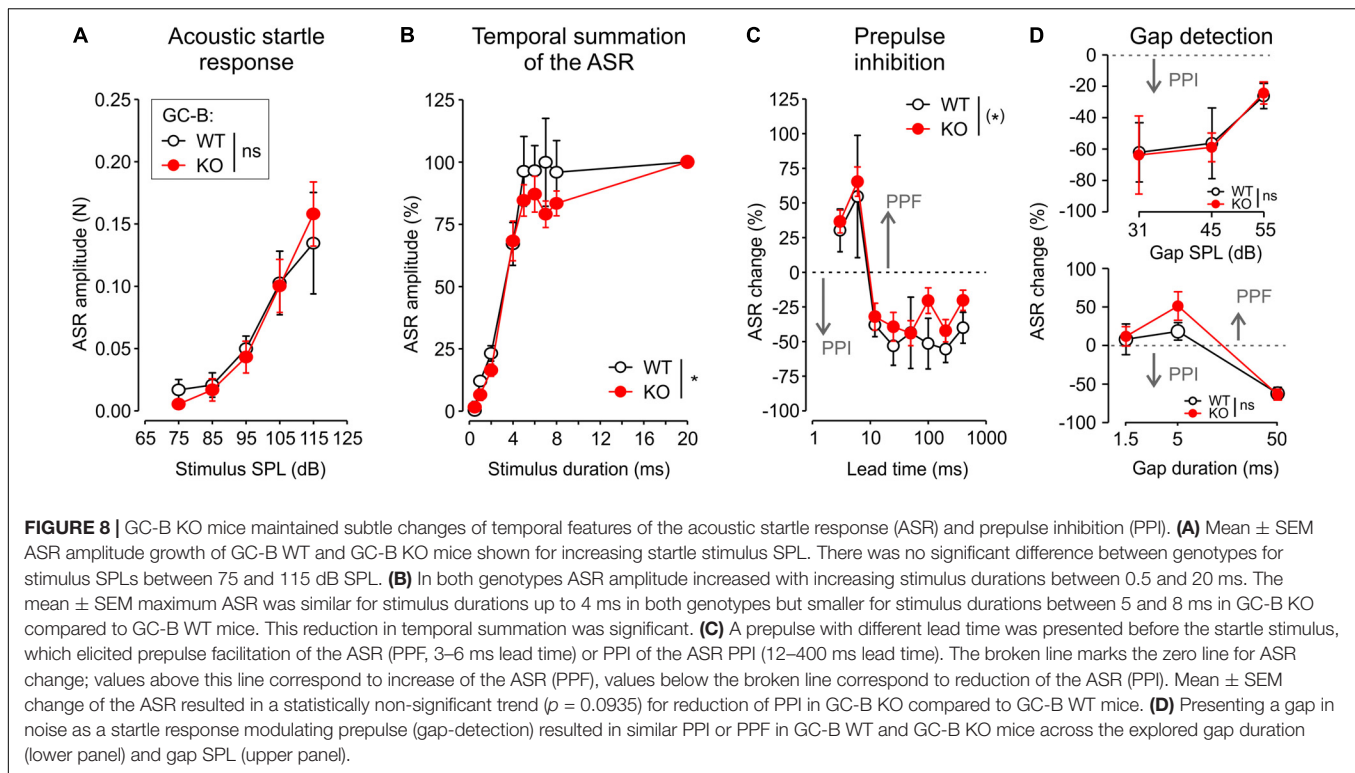 A
Acoustic startle
response
0.25
0.20
0.15
0.10
0.05
0.00
ASR amplitude (N)
GC-B:
WT
KO
ns
65 75 85 95 105 115 125
Stimulus SPL (dB)
B
Temporal summation
of the ASR
125
100
75
50
25
0
ASR amplitude (%)
WT
KO
*
0 4 8 12 16 20
Stimulus duration (ms)
C
Prepulse
inhibition
125
100
75
50
25
0
-25
-50
-75
-100
ASR change (%)
WT
KO
(*)
PPF
PPI
1 10 100 1000
Lead time (ms)
D
Gap detection
0
-20
-40
-60
-80
-100
PPI
WT
KO
ns
31 45 55
Gap SPL (dB)
ASR change (%)
100
50
0
-50
-100
PPF
PPI
WT
KO
ns
1.5 5 50
Gap duration (ms)
FIGURE 8 | GC-B KO mice maintained subtle changes of temporal features of the acoustic startle response (ASR) and prepulse inhibition (PPI). (A) Mean ± SEM
ASR amplitude growth of GC-B WT and GC-B KO mice shown for increasing startle stimulus SPL. There was no significant difference between genotypes for
stimulus SPLs between 75 and 115 dB SPL. (B) In both genotypes ASR amplitude increased with increasing stimulus durations between 0.5 and 20 ms. The
mean ± SEM maximum ASR was similar for stimulus durations up to 4 ms in both genotypes but smaller for stimulus durations between 5 and 8 ms in GC-B KO
compared to GC-B WT mice. This reduction in temporal summation was significant. (C) A prepulse with different lead time was presented before the startle stimulus,
which elicited prepulse facilitation of the ASR (PPF, 3–6 ms lead time) or PPI of the ASR PPI (12–400 ms lead time). The broken line marks the zero line for ASR
change; values above this line correspond to increase of the ASR (PPF), values below the broken line correspond to reduction of the ASR (PPI). Mean ± SEM
change of the ASR resulted in a statistically non-significant trend (p = 0.0935) for reduction of PPI in GC-B KO compared to GC-B WT mice. (D) Presenting a gap in
noise as a startle response modulating prepulse (gap-detection) resulted in similar PPI or PPF in GC-B WT and GC-B KO mice across the explored gap duration
(lower panel) and gap SPL (upper panel).